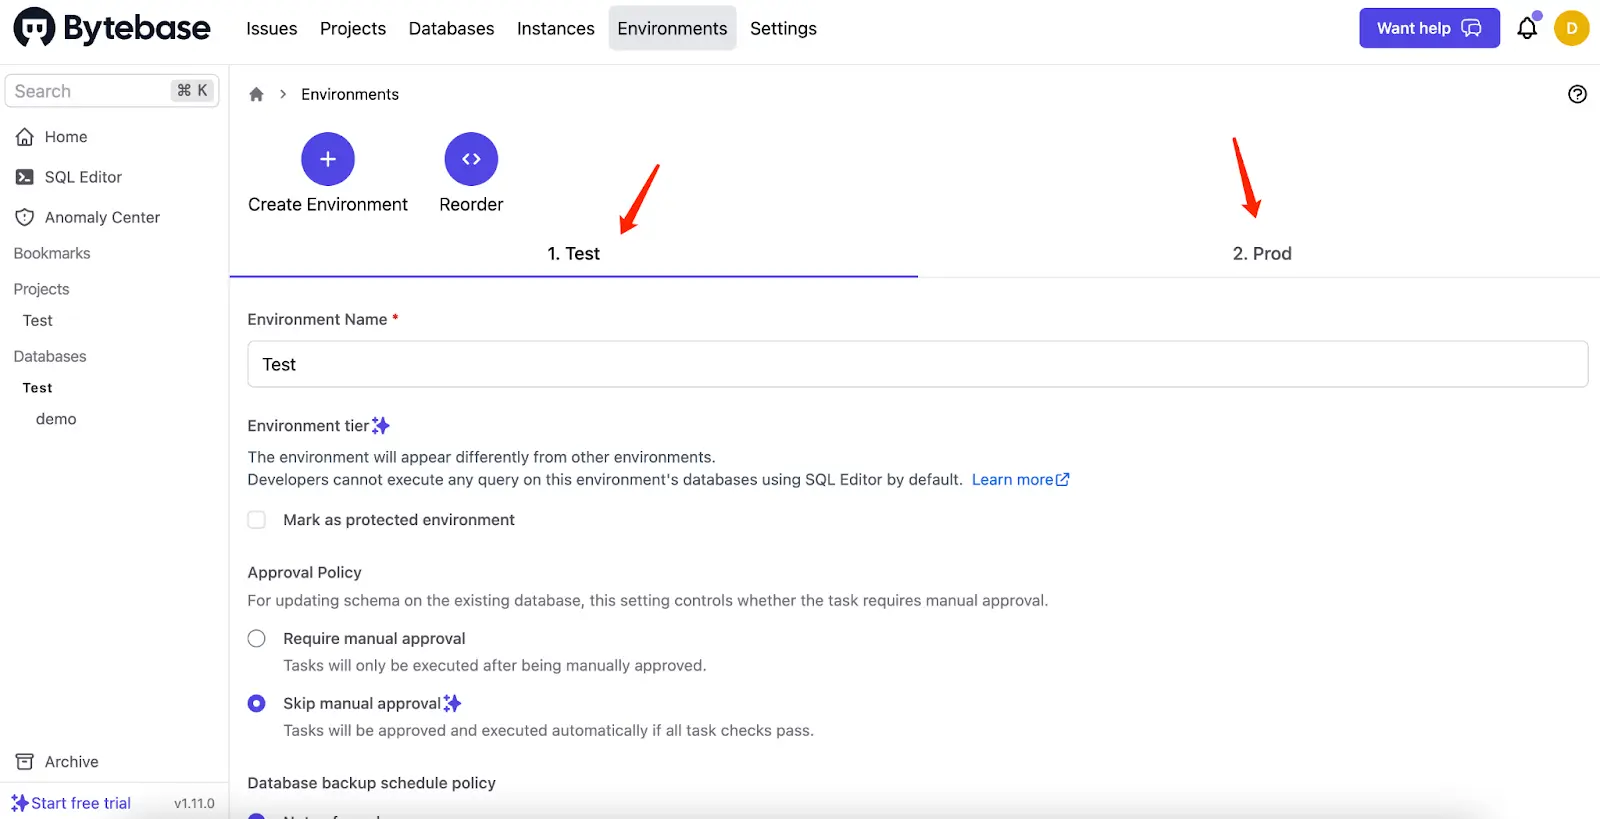 Bytebase
Issues
Projects
Databases
Instances
Environments
Settings
Want help
D
Search
⌘ K
Home
SQL Editor
Anomaly Center
Bookmarks
Projects
Test
Databases
Test
demo
Archive
Start free trial
v1.11.0
Environments
Create Environment
Reorder
1. Test
2. Prod
Environment Name *
Test
Environment tier
The environment will appear differently from other environments.
Developers cannot execute any query on this environment's databases using SQL Editor by default. Learn more
Mark as protected environment
Approval Policy
For updating schema on the existing database, this setting controls whether the task requires manual approval.
Require manual approval
Tasks will only be executed after being manually approved.
Skip manual approval
Tasks will be approved and executed automatically if all task checks pass.
Database backup schedule policy